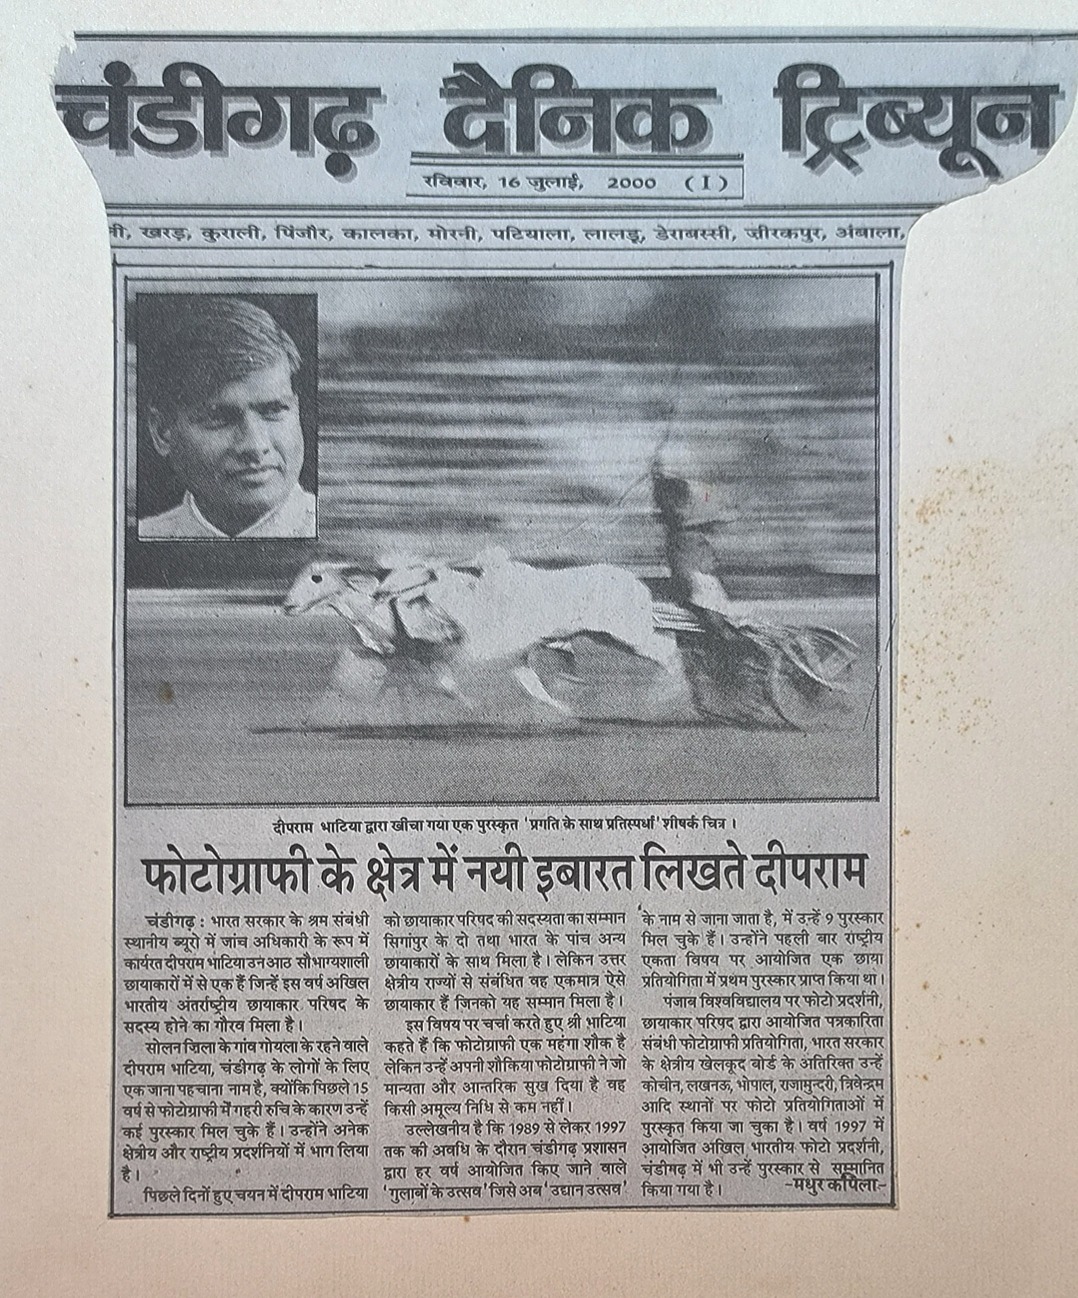 चंडीगढ़ दैनिक ट्रिब्यून
रविवार, 16 जुलाई, 2000 (I)
नी, खरड़, कुराली, पिंजौर, कालका, मोरनी, पटियाला, लालडू, डेराबस्सी, ज़ीरकपुर, अंबाला,
दीपराम भाटिया द्वारा खींचा गया एक पुरस्कृत 'प्रगति के साथ प्रतिस्पर्धा' शीर्षक चित्र ।
फोटोग्राफी के क्षेत्र में नयी इबारत लिखते दीपराम
चंडीगढ़ : भारत सरकार के श्रम संबंधी
स्थानीय ब्यूरो में जांच अधिकारी के रूप में
कार्यरत दीपराम भाटिया उन आठ सौभाग्यशाली
छायाकारों में से एक हैं जिन्हें इस वर्ष अखिल
भारतीय अंतर्राष्ट्रीय छायाकार परिषद के
सदस्य होने का गौरव मिला है ।
सोलन ज़िला के गांव गोयला के रहने वाले
दीपराम भाटिया, चंडीगढ़ के लोगों के लिए
एक जाना पहचाना नाम है, क्योंकि पिछले 15
वर्ष से फोटोग्राफी में गहरी रुचि के कारण उन्हें
कई पुरस्कार मिल चुके हैं । उन्होंने अनेक
क्षेत्रीय और राष्ट्रीय प्रदर्शनियों में भाग लिया
है ।
पिछले दिनों हुए चयन में दीपराम भाटिया
को छायाकार परिषद की सदस्यता का सम्मान
सिगांपुर के दो तथा भारत के पांच अन्य
छायाकारों के साथ मिला है । लेकिन उत्तर
क्षेत्रीय राज्यों से संबंधित वह एकमात्र ऐसे
छायाकार हैं जिनको यह सम्मान मिला है ।
इस विषय पर चर्चा करते हुए श्री भाटिया
कहते हैं कि फोटोग्राफी एक महंगा शौक है
लेकिन उन्हें अपनी शौकिया फोटोग्राफी ने जो
मान्यता और आन्तरिक सुख दिया है वह
किसी अमूल्य निधि से कम नहीं ।
उल्लेखनीय है कि 1989 से लेकर 1997
तक की अवधि के दौरान चंडीगढ़ प्रशासन
द्वारा हर वर्ष आयोजित किए जाने वाले
'गुलाबों के उत्सव' जिसे अब 'उद्यान उत्सव'
के नाम से जाना जाता है, में उन्हें 9 पुरस्कार
मिल चुके हैं । उन्होंने पहली बार राष्ट्रीय
एकता विषय पर आयोजित एक छाया
प्रतियोगिता में प्रथम पुरस्कार प्राप्त किया था ।
पंजाब विश्वविद्यालय पर फोटो प्रदर्शनी,
छायाकार परिषद द्वारा आयोजित पत्रकारिता
संबंधी फोटोग्राफी प्रतियोगिता, भारत सरकार
के क्षेत्रीय खेलकूद बोर्ड के अतिरिक्त उन्हें
कोचीन, लखनऊ, भोपाल, राजामुन्दरी, त्रिवेन्द्रम
आदि स्थानों पर फोटो प्रतियोगिताओं में
पुरस्कृत किया जा चुका है । वर्ष 1997 में
आयोजित अखिल भारतीय फोटो प्रदर्शनी,
चंडीगढ़ में भी उन्हें पुरस्कार से सम्मानित
किया गया है । -मधुर कपिला-